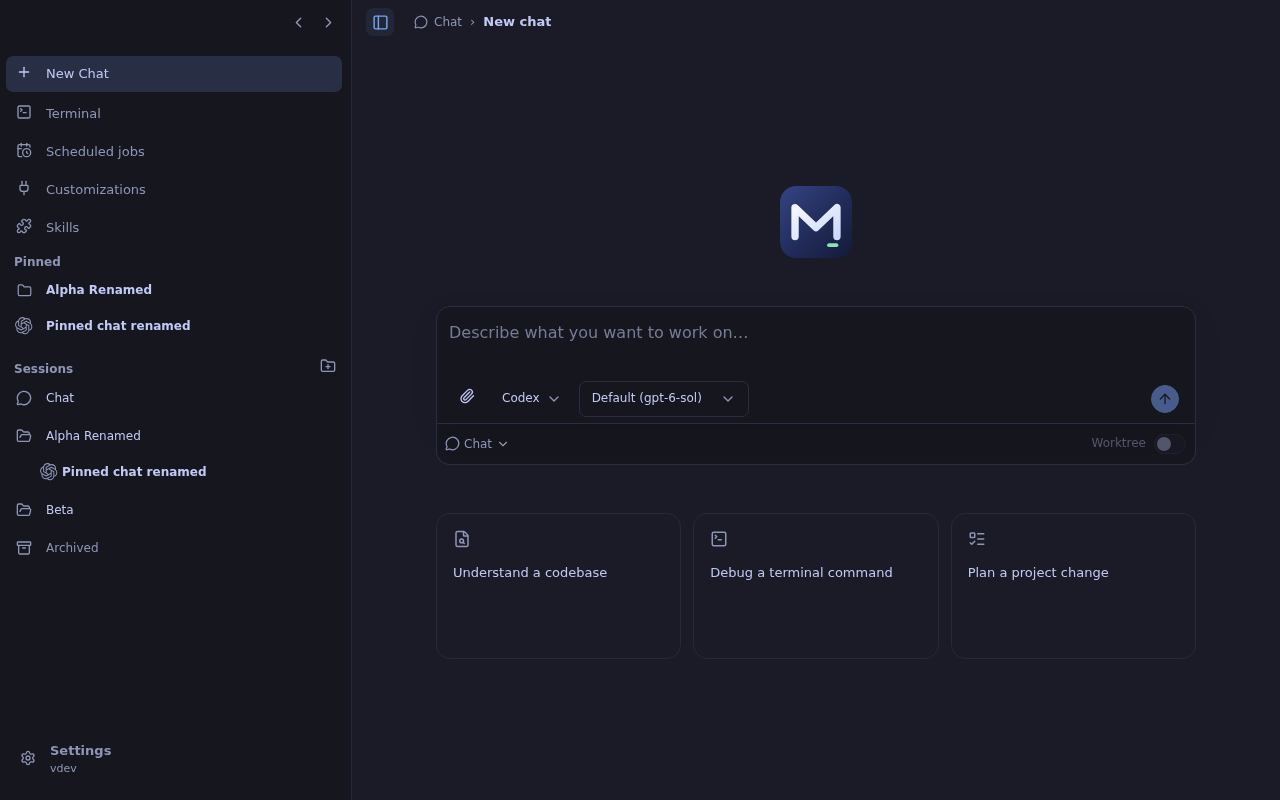 Chat › New chat
New Chat
Terminal
Scheduled jobs
Customizations
Skills
Pinned
Alpha Renamed
Pinned chat renamed
Sessions
Chat
Alpha Renamed
Pinned chat renamed
Beta
Archived
Settings
vdev
M
Describe what you want to work on...
Codex
Default (gpt-6-sol)
Chat
Worktree
Understand a codebase
Debug a terminal command
Plan a project change